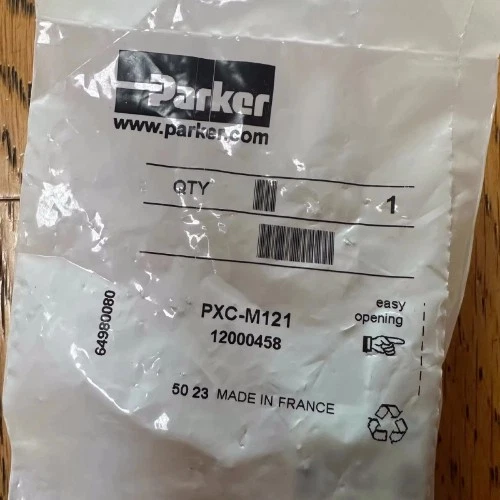 Parker
www.parker.com
QTY 1
PXC-M121
12000458
easy
opening
64980080
50 23 MADE IN FRANCE